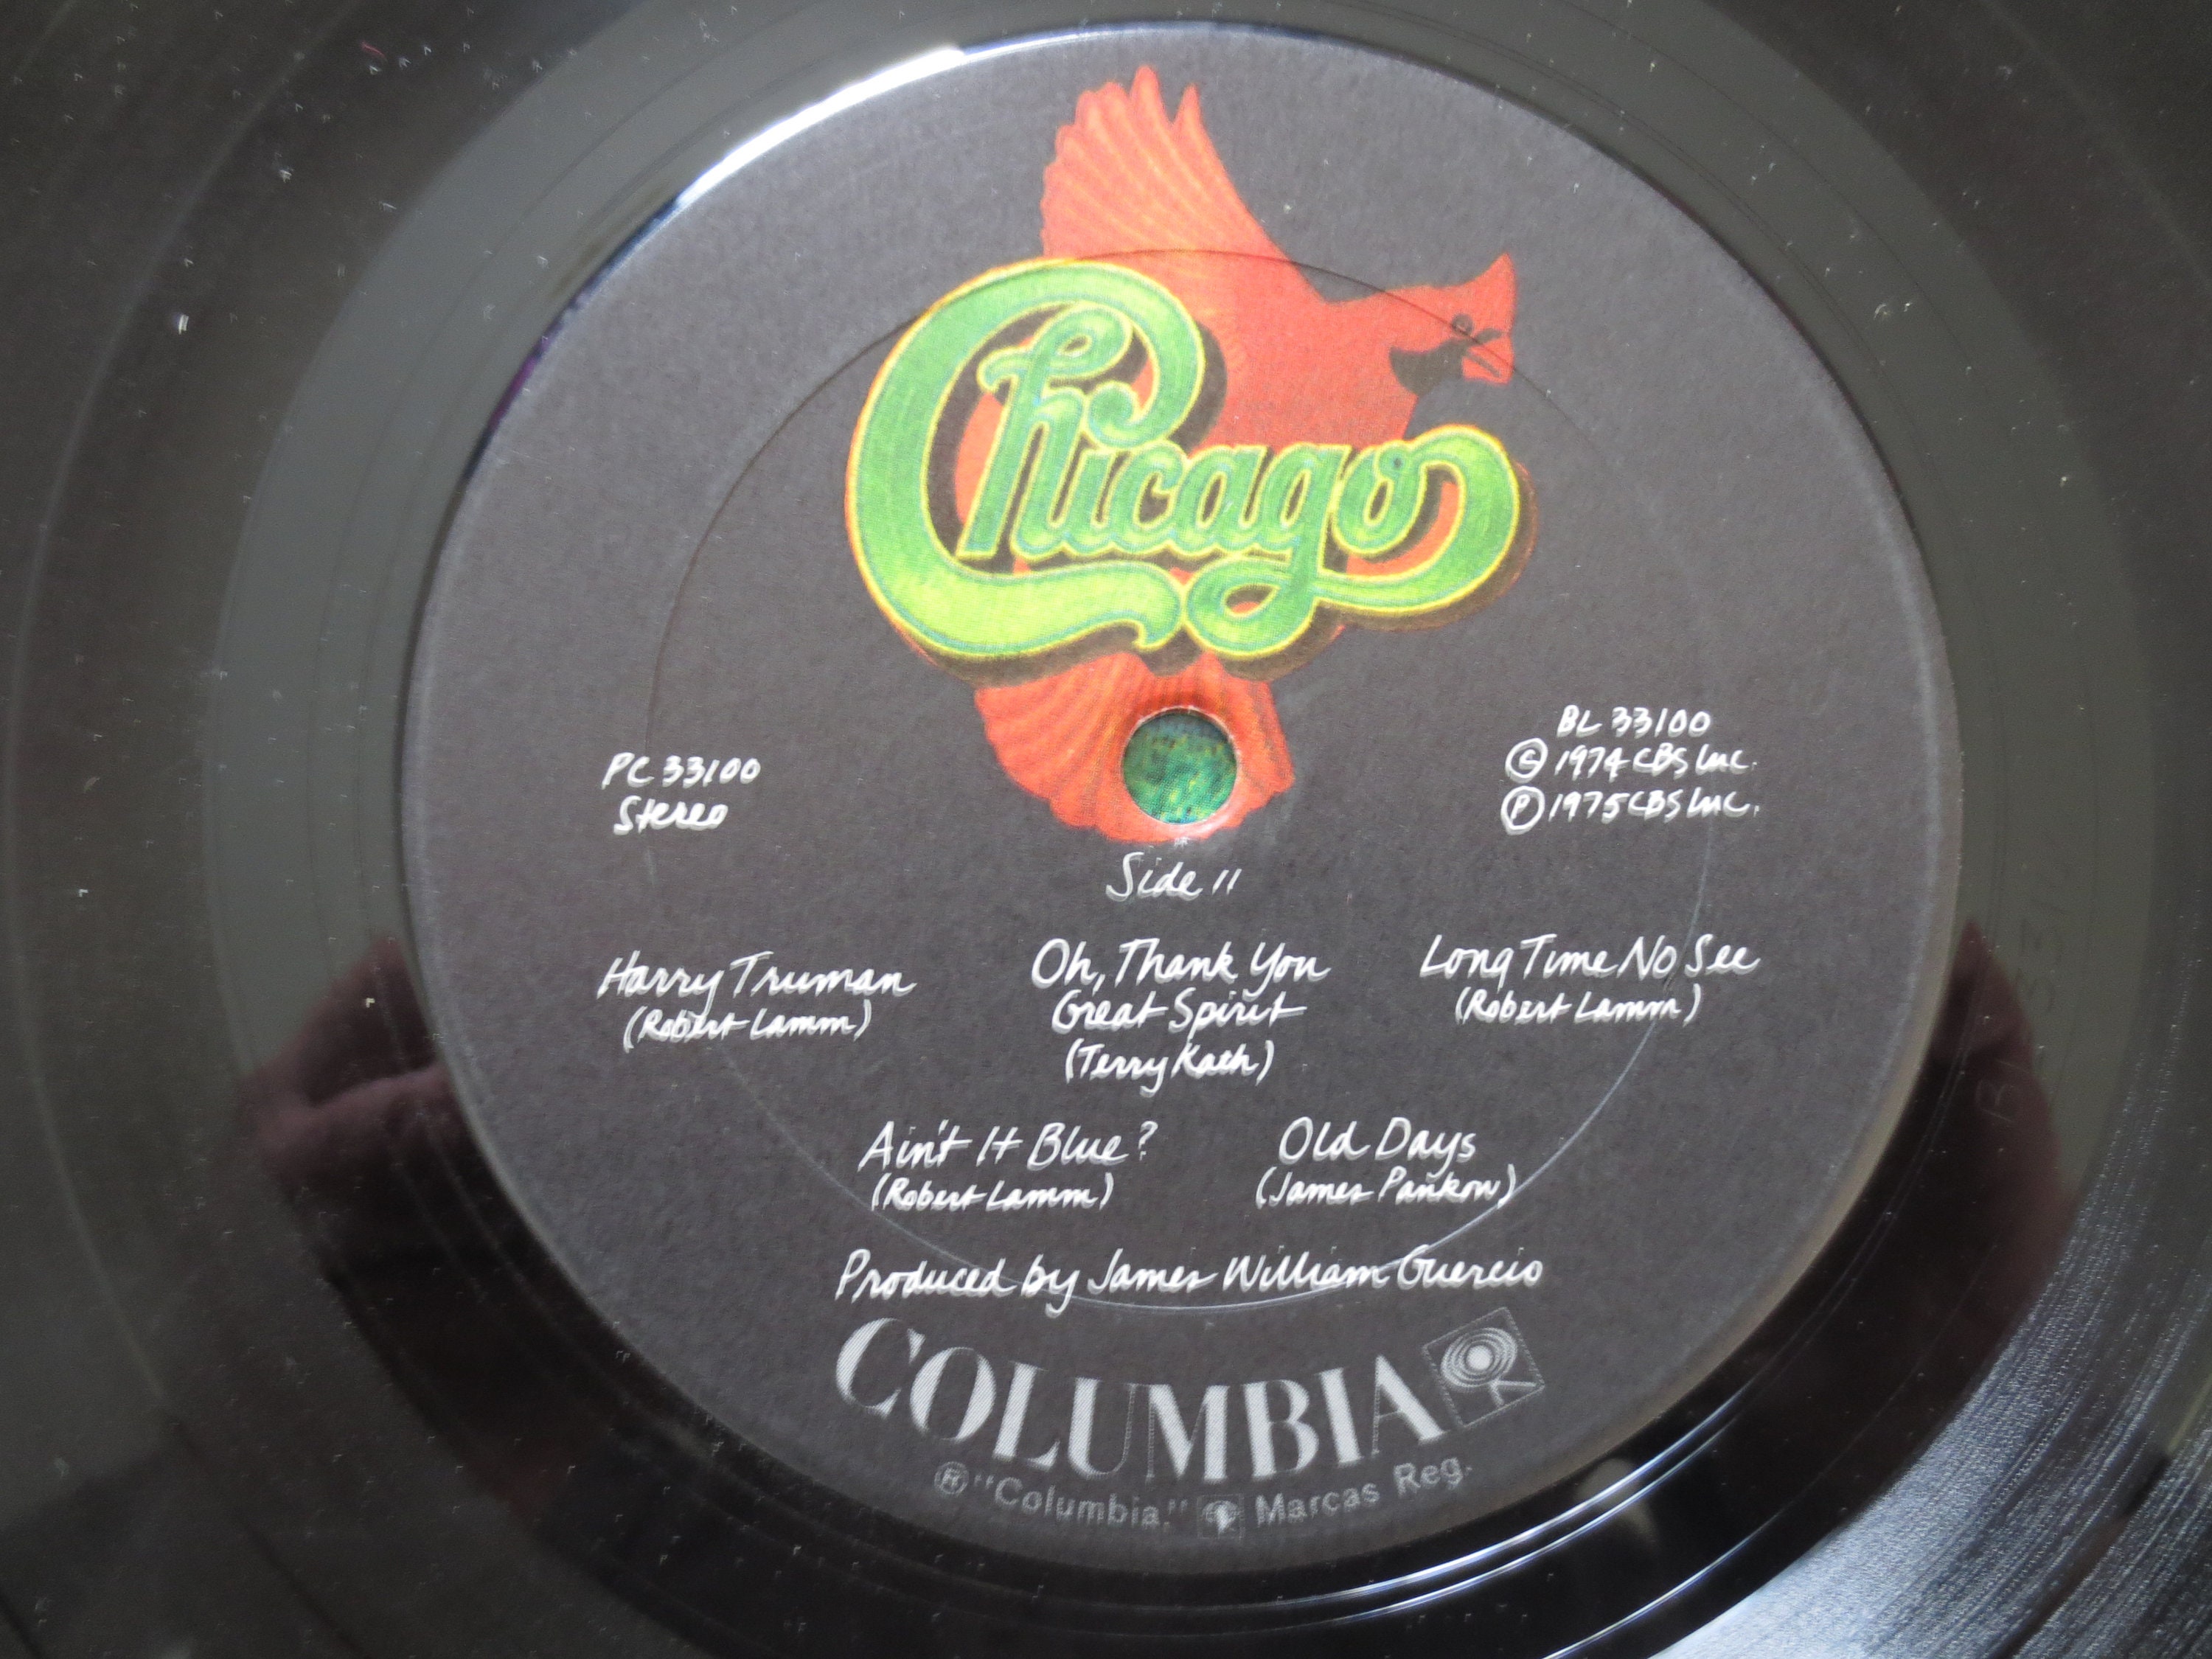 Chicago
PC 33100
Stereo
BL 33100
© 1974 CBS Inc.
℗ 1975 CBS Inc.
Side II
Harry Truman
(Robert Lamm)
Oh, Thank You
Great Spirit
(Terry Kath)
Long Time No See
(Robert Lamm)
Ain't It Blue?
(Robert Lamm)
Old Days
(James Pankow)
Produced by James William Guercio
COLUMBIA
® "Columbia," Marcas Reg.